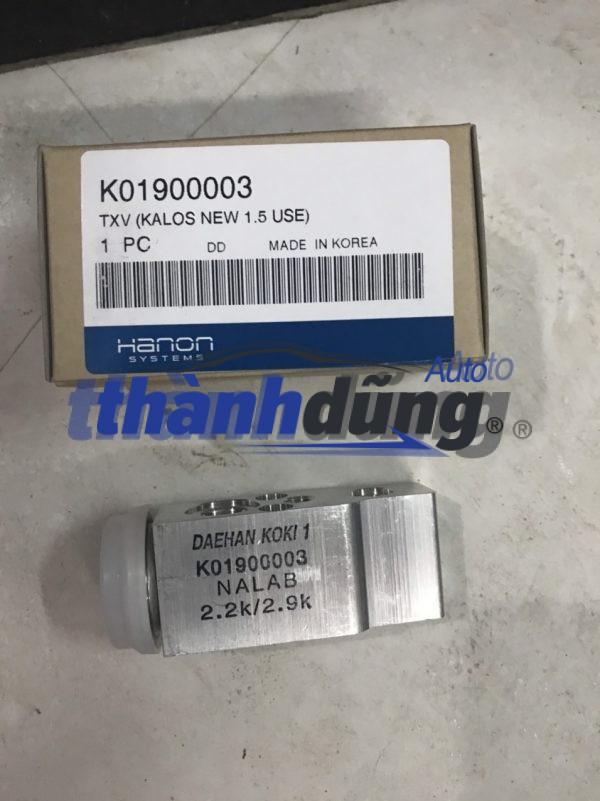 K01900003
TXV (KALOS NEW 1.5 USE)
1 PC DD MADE IN KOREA
Hanon
SYSTEMS
Autoto
tthànhdũng ® ®
DAEHAN KOKI 1
K01900003
NALAB
2.2k/2.9k